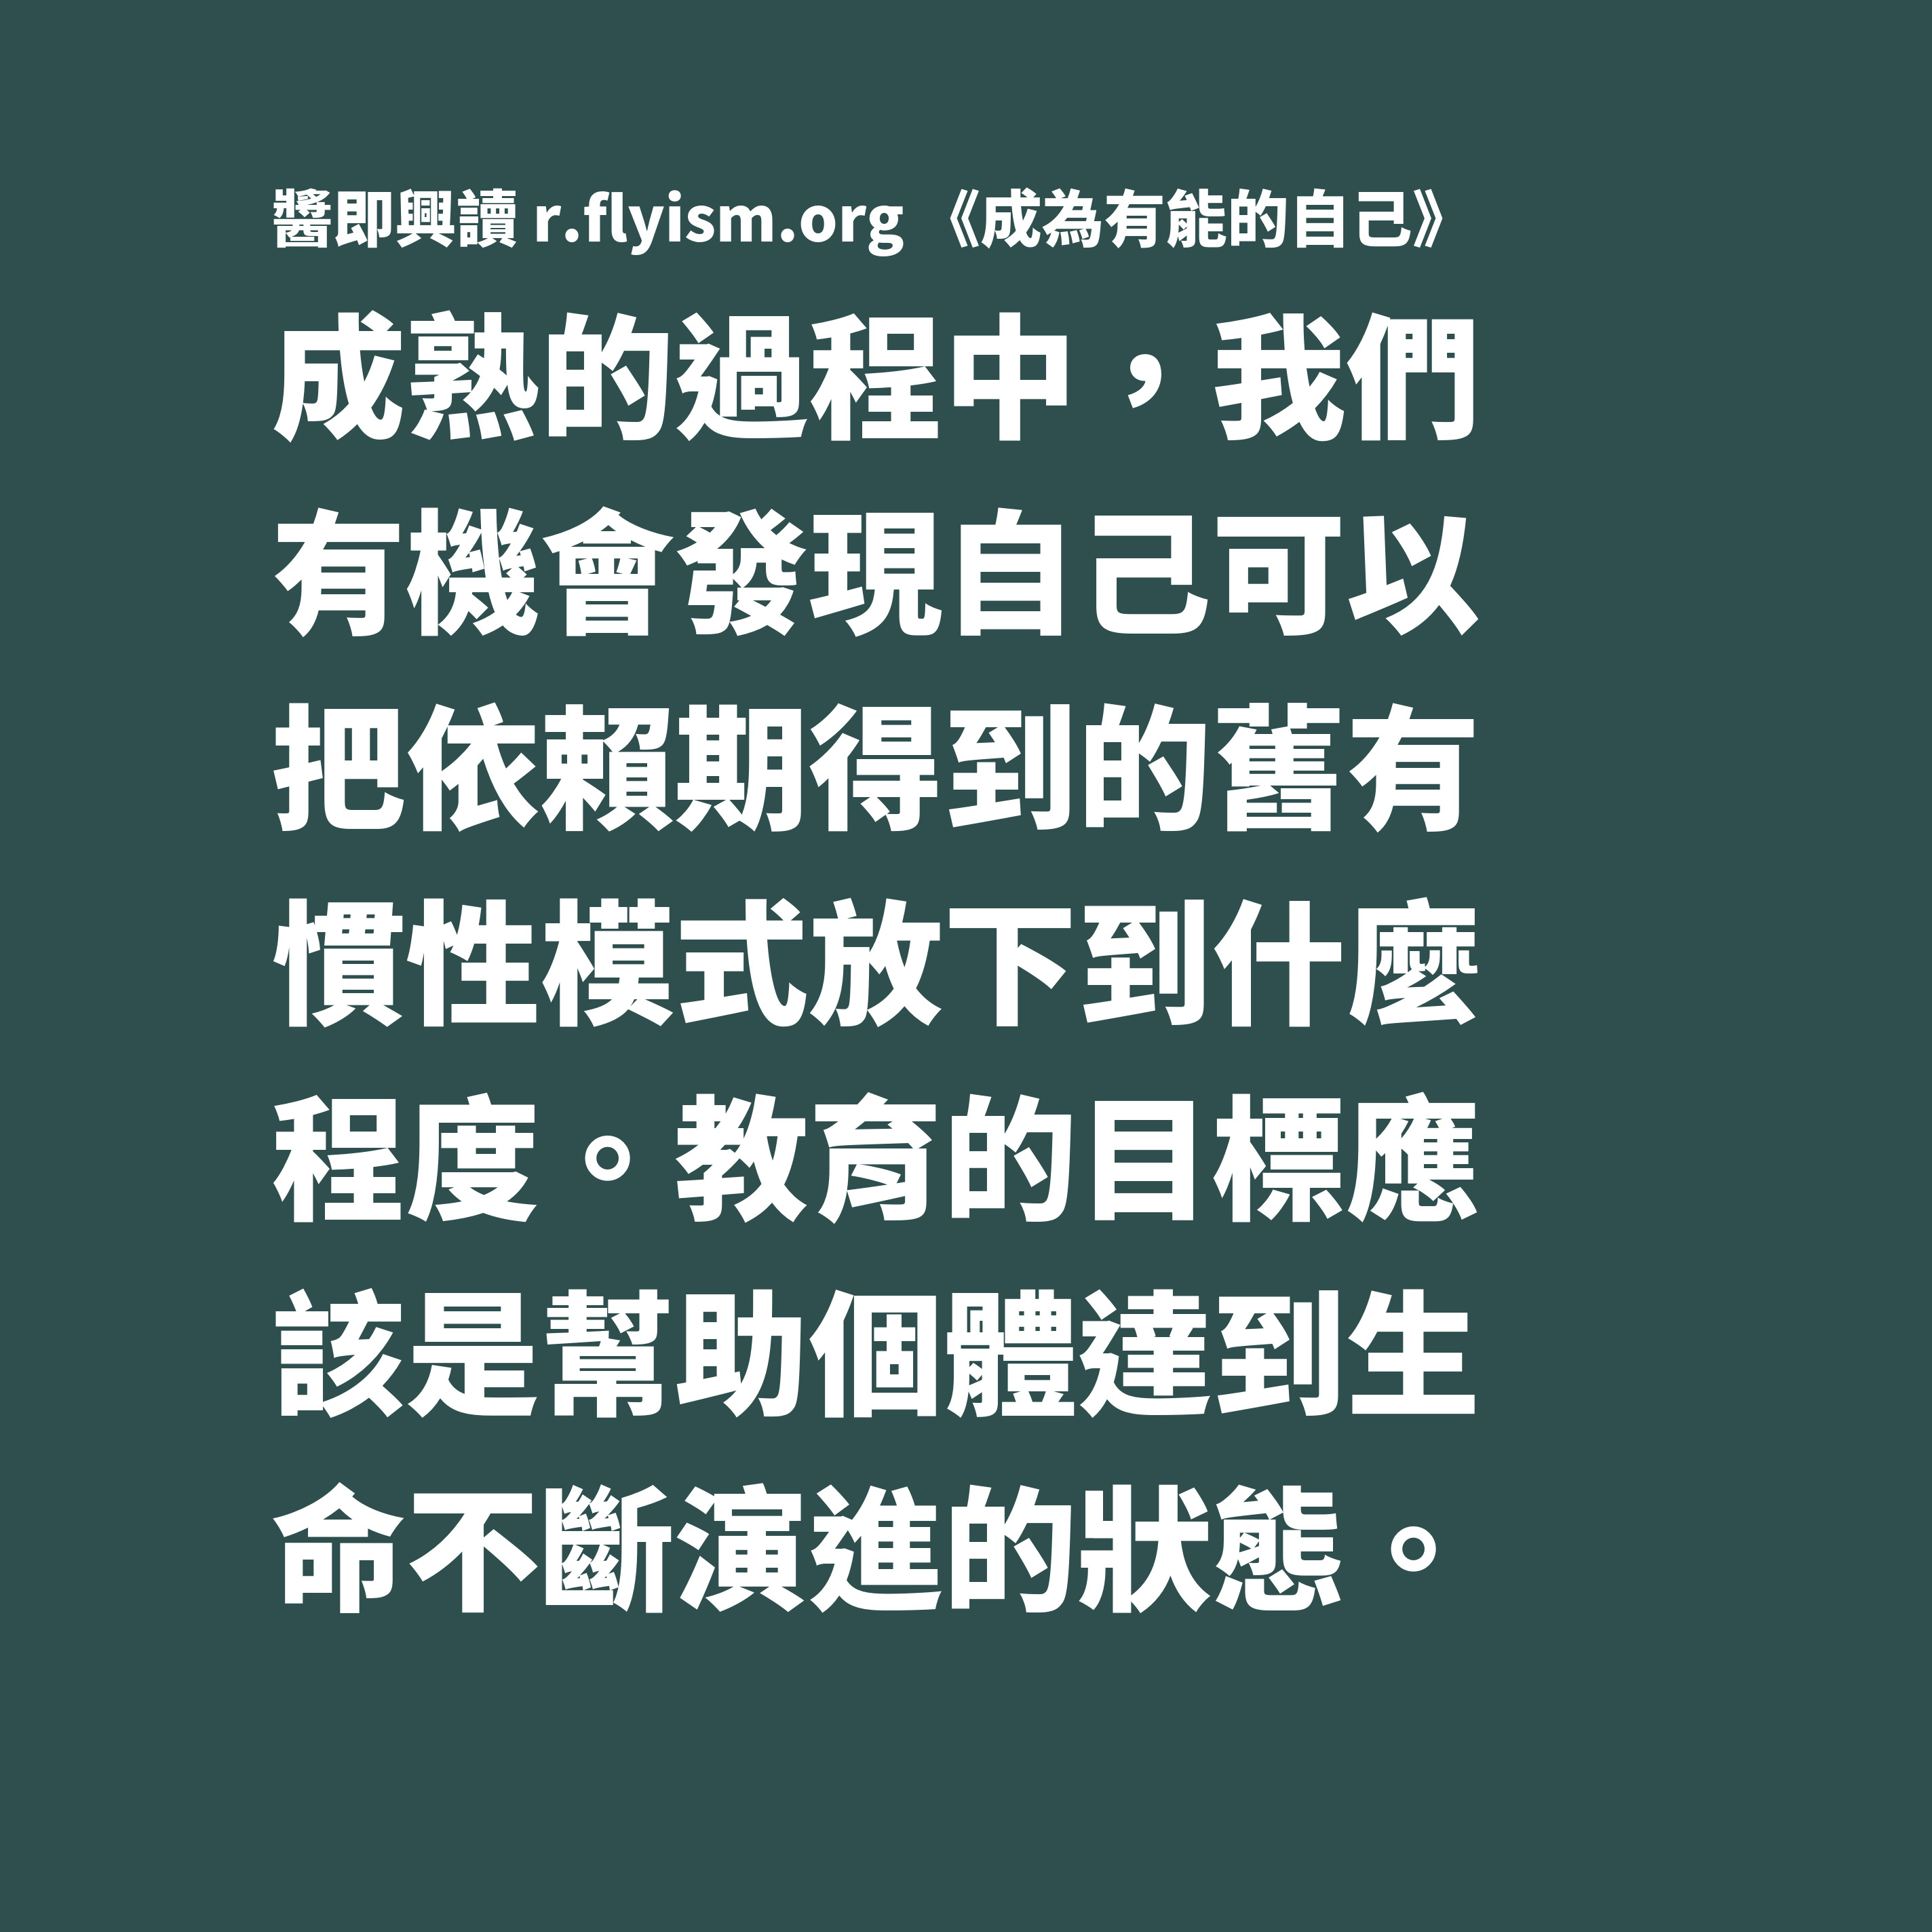 翳即興讀 r.flyism.org 《成為有能的自己》
成熟的過程中，我們
有機會發現自己可以
把依賴期得到的舊有
慣性模式放下到什麼
程度。教育的目標應
該是幫助個體達到生
命不斷演進的狀態。